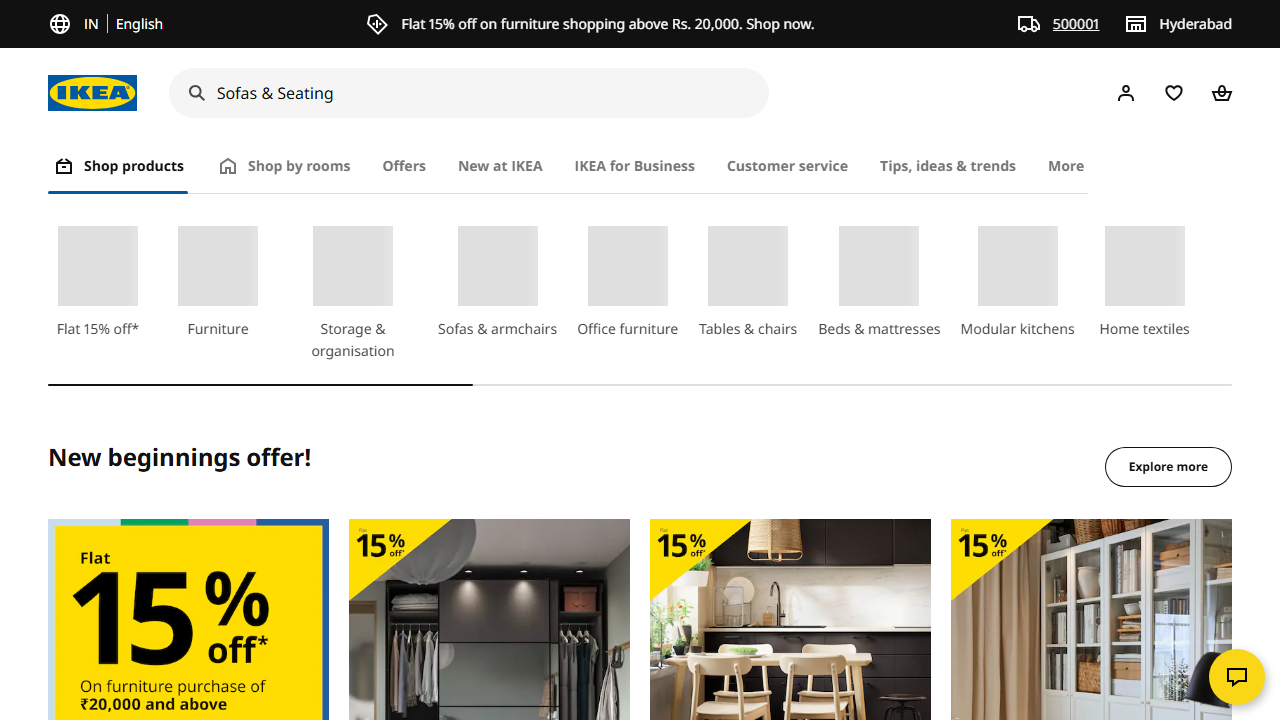 IN English
Flat 15% off on furniture shopping above Rs. 20,000. Shop now.
500001
Hyderabad
IKEA
Sofas & Seating
Shop products
Shop by rooms
Offers
New at IKEA
IKEA for Business
Customer service
Tips, ideas & trends
More
Flat 15% off*
Furniture
Storage &
organisation
Sofas & armchairs
Office furniture
Tables & chairs
Beds & mattresses
Modular kitchens
Home textiles
New beginnings offer!
Explore more
Flat
15%
off*
On furniture purchase of
₹20,000 and above
Flat
15%
off*
Flat
15%
off*
Flat
15%
off*